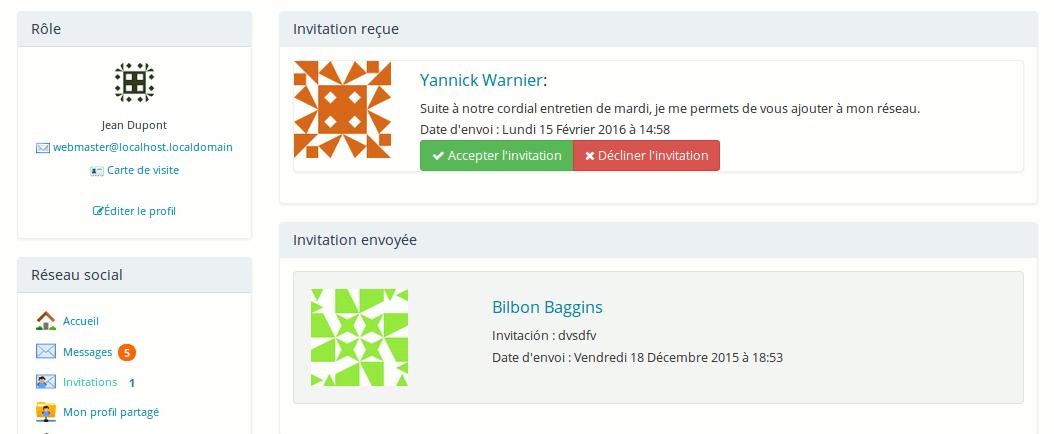 Rôle
Jean Dupont
webmaster@localhost.localdomain
Carte de visite
Éditer le profil
Réseau social
Accueil
Messages 5
Invitations 1
Mon profil partagé
Invitation reçue
Yannick Warnier:
Suite à notre cordial entretien de mardi, je me permets de vous ajouter à mon réseau.
Date d'envoi : Lundi 15 Février 2016 à 14:58
Accepter l'invitation Décliner l'invitation
Invitation envoyée
Bilbon Baggins
Invitación : dvsdfv
Date d'envoi : Vendredi 18 Décembre 2015 à 18:53